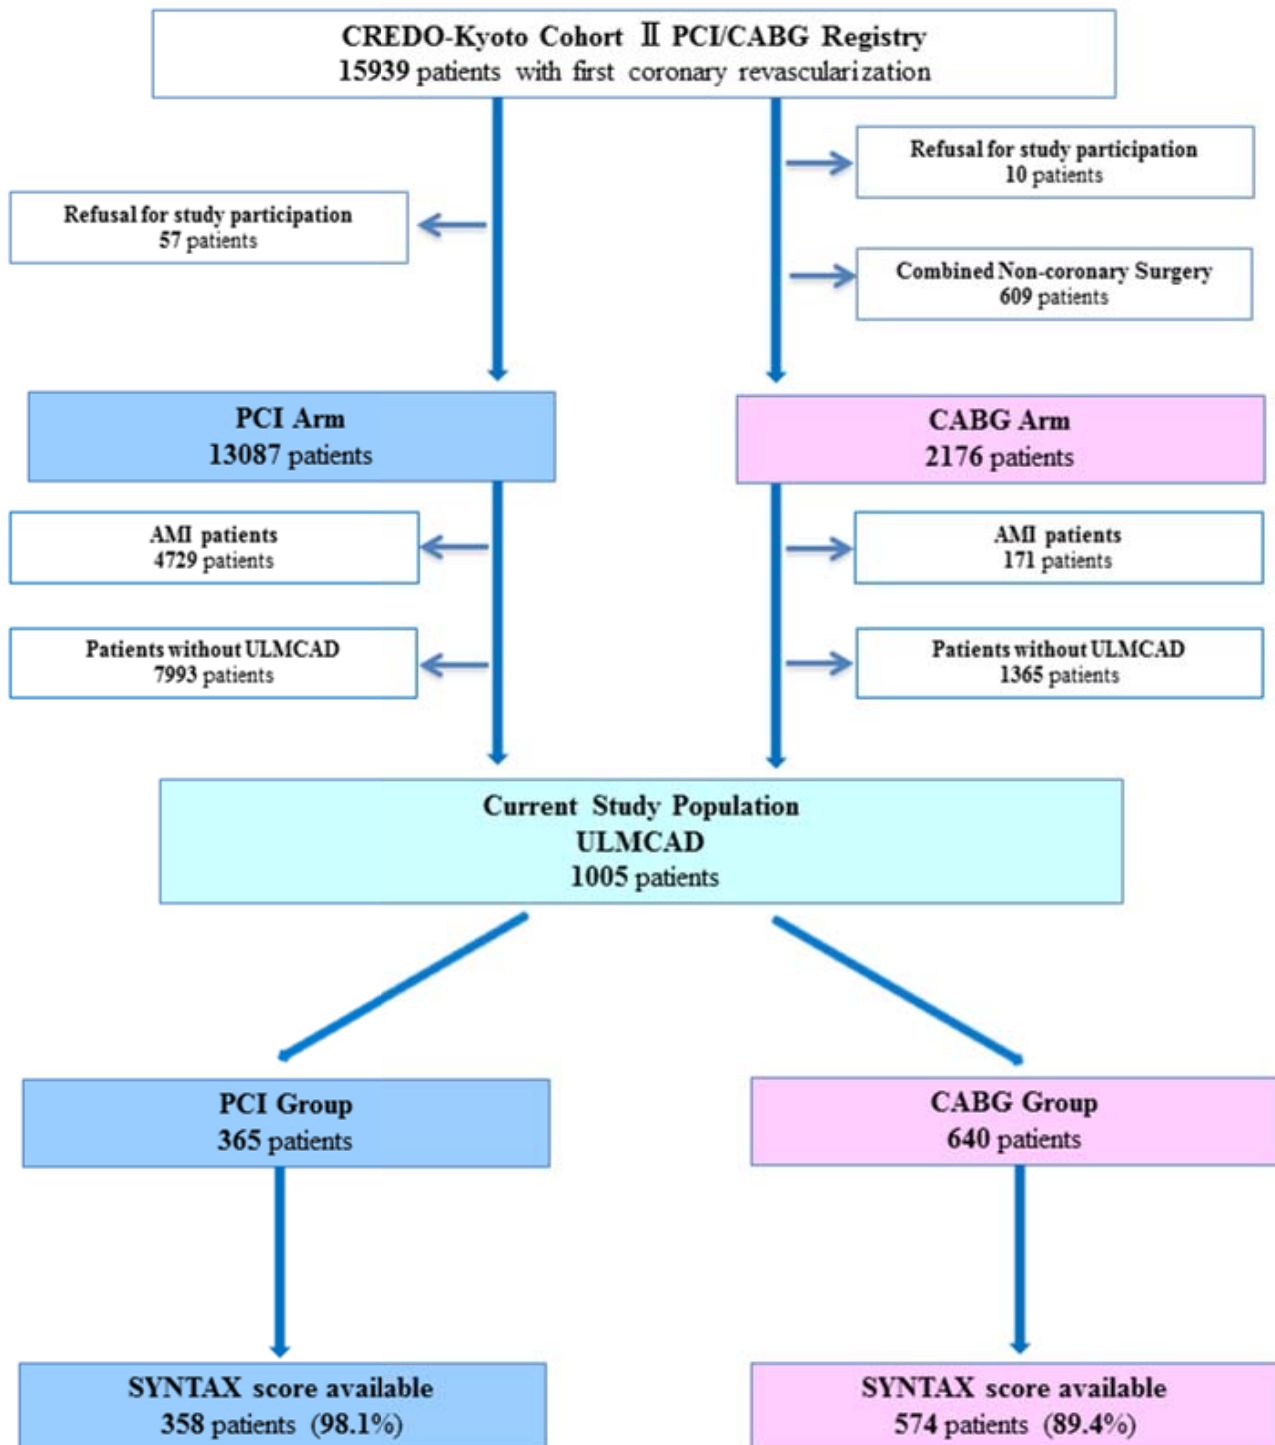 CREDO-Kyoto Cohort Ⅱ PCI/CABG Registry
15939 patients with first coronary revascularization
Refusal for study participation
10 patients
Refusal for study participation
57 patients
Combined Non-coronary Surgery
609 patients
PCI Arm
13087 patients
CABG Arm
2176 patients
AMI patients
4729 patients
AMI patients
171 patients
Patients without ULMCAD
7993 patients
Patients without ULMCAD
1365 patients
Current Study Population
ULMCAD
1005 patients
PCI Group
365 patients
CABG Group
640 patients
SYNTAX score available
358 patients (98.1%)
SYNTAX score available
574 patients (89.4%)